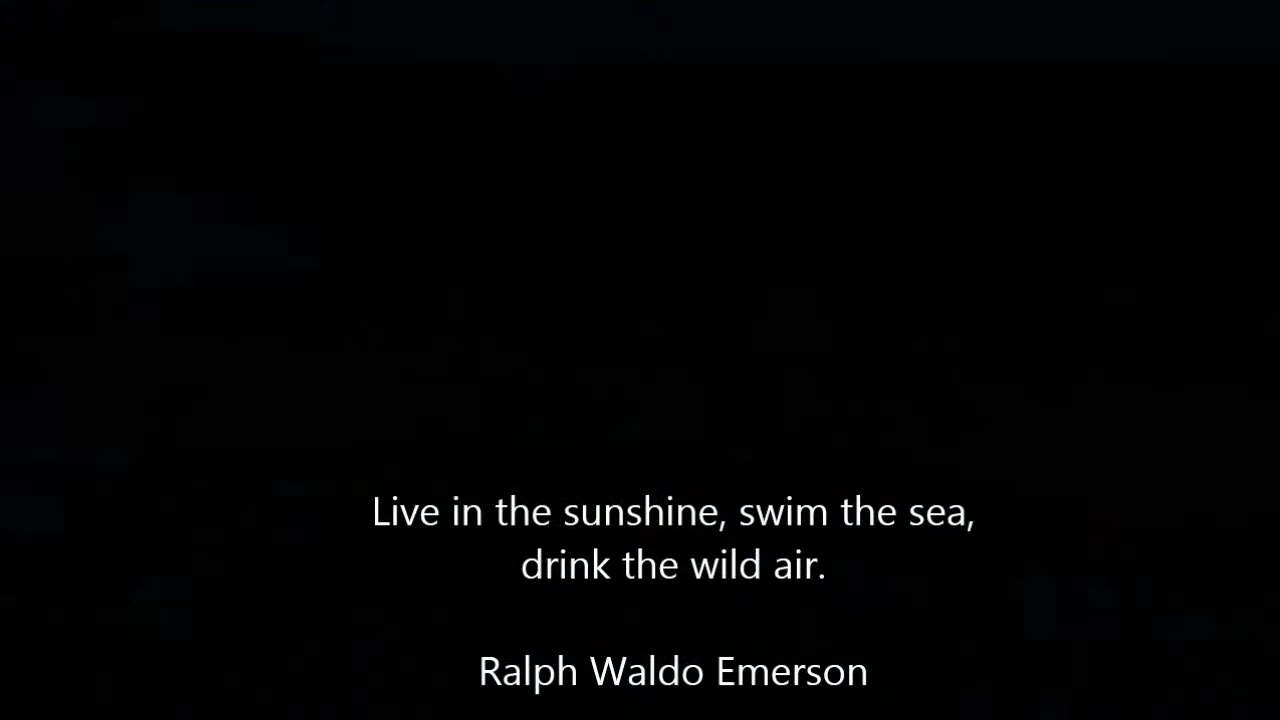 Live in the sunshine, swim the sea,
drink the wild air.
Ralph Waldo Emerson